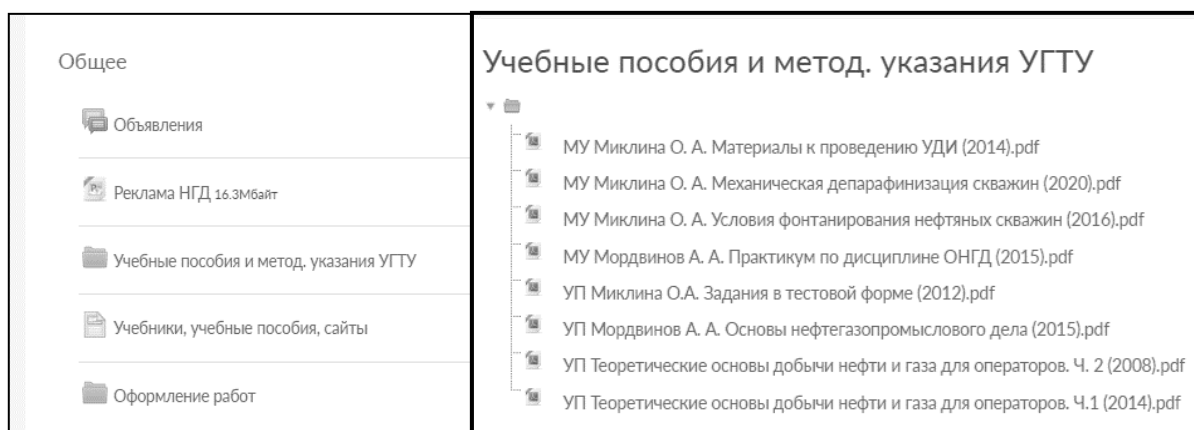 Общее
Объявления
Реклама НГД 16.3Мбайт
Учебные пособия и метод. указания УГТУ
Учебники, учебные пособия, сайты
Оформление работ
Учебные пособия и метод. указания УГТУ
МУ Миклина О. А. Материалы к проведению УДИ (2014).pdf
МУ Миклина О. А. Механическая депарафинизация скважин (2020).pdf
МУ Миклина О. А. Условия фонтанирования нефтяных скважин (2016).pdf
МУ Мордвинов А. А. Практикум по дисциплине ОНГД (2015).pdf
УП Миклина О.А. Задания в тестовой форме (2012).pdf
УП Мордвинов А. А. Основы нефтегазопромыслового дела (2015).pdf
УП Теоретические основы добычи нефти и газа для операторов. Ч. 2 (2008).pdf
УП Теоретические основы добычи нефти и газа для операторов. Ч.1 (2014).pdf